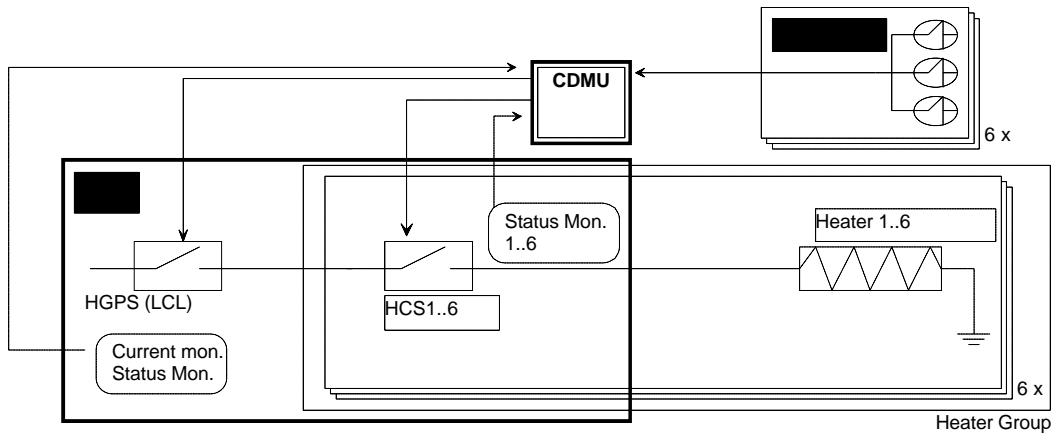 CDMU
6 x
Status Mon.
1..6
Heater 1..6
HGPS (LCL)
HCS1..6
Current mon.
Status Mon.
6 x
Heater Group